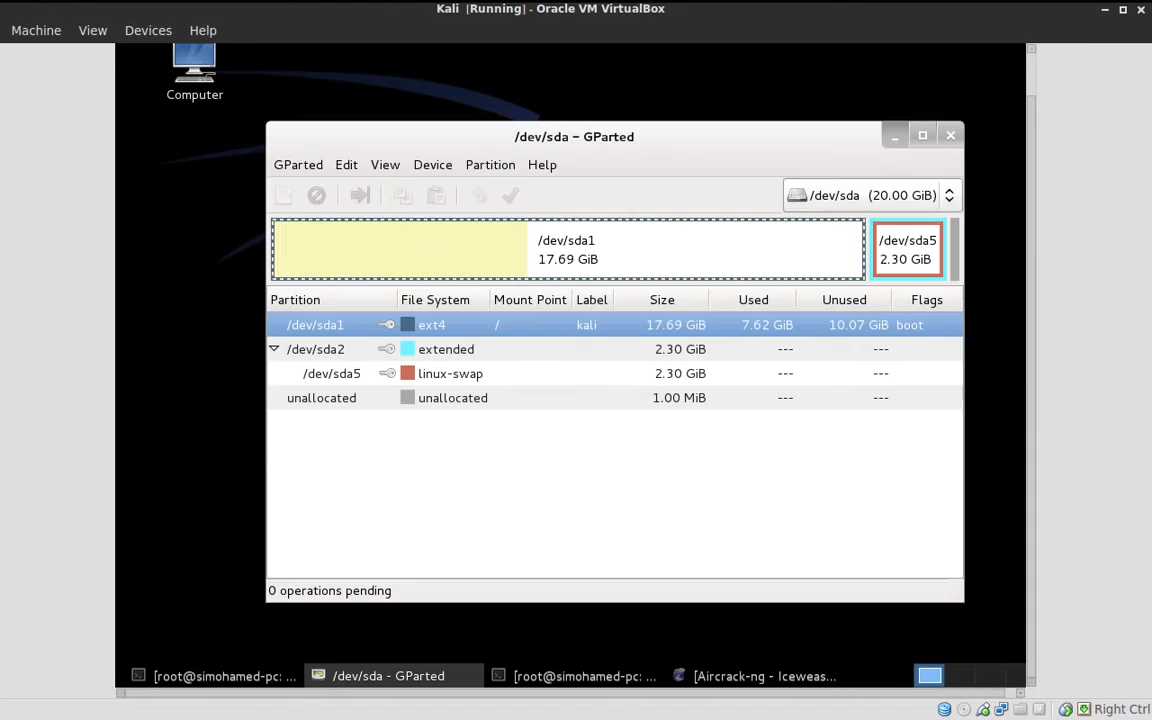 Kali [Running] - Oracle VM VirtualBox
Machine View Devices Help
Computer
/dev/sda - GParted
GParted Edit View Device Partition Help
/dev/sda (20.00 GiB)
/dev/sda1
17.69 GiB
/dev/sda5
2.30 GiB
Partition File System Mount Point Label Size Used Unused Flags
/dev/sda1 ext4 / kali 17.69 GiB 7.62 GiB 10.07 GiB boot
/dev/sda2 extended 2.30 GiB --- ---
/dev/sda5 linux-swap 2.30 GiB --- ---
unallocated unallocated 1.00 MiB --- ---
0 operations pending
[root@simohamed-pc: ... /dev/sda - GParted [root@simohamed-pc: ... [Aircrack-ng - Iceweas...
Right Ctrl